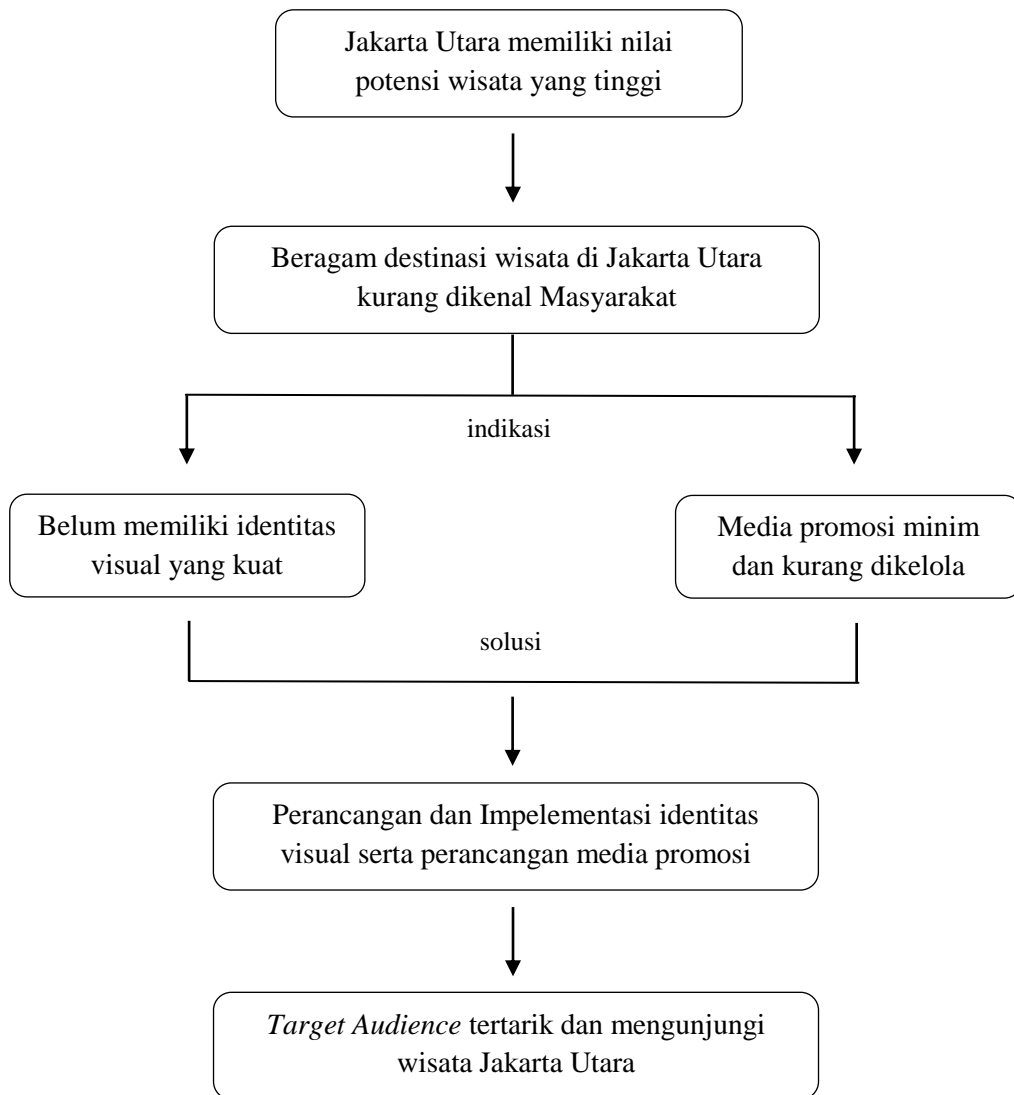 Jakarta Utara memiliki nilai
potensi wisata yang tinggi
Beragam destinasi wisata di Jakarta Utara
kurang dikenal Masyarakat
indikasi
Belum memiliki identitas
visual yang kuat
Media promosi minim
dan kurang dikelola
solusi
Perancangan dan Impelementasi identitas
visual serta perancangan media promosi
Target Audience tertarik dan mengunjungi
wisata Jakarta Utara